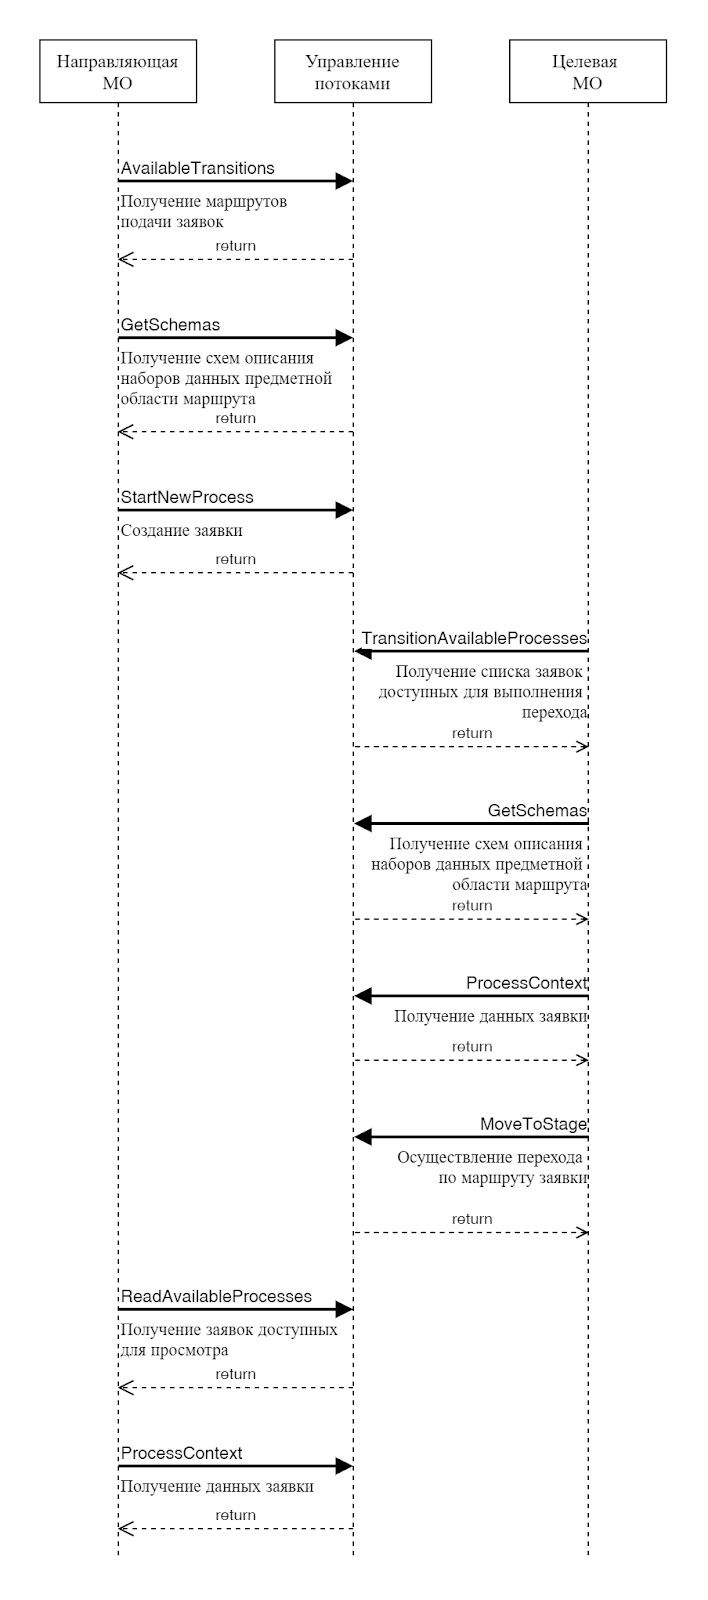 Направляющая
МО
Управление
потоками
Целевая
МО
AvailableTransitions
Получение маршрутов
подачи заявок
return
GetSchemas
Получение схем описания
наборов данных предметной
области маршрута
return
StartNewProcess
Создание заявки
return
TransitionAvailableProcesses
Получение списка заявок
доступных для выполнения
перехода
return
GetSchemas
Получение схем описания
наборов данных предметной
области маршрута
return
ProcessContext
Получение данных заявки
return
MoveToStage
Осуществление перехода
по маршруту заявки
return
ReadAvailableProcesses
Получение заявок доступных
для просмотра
return
ProcessContext
Получение данных заявки
return